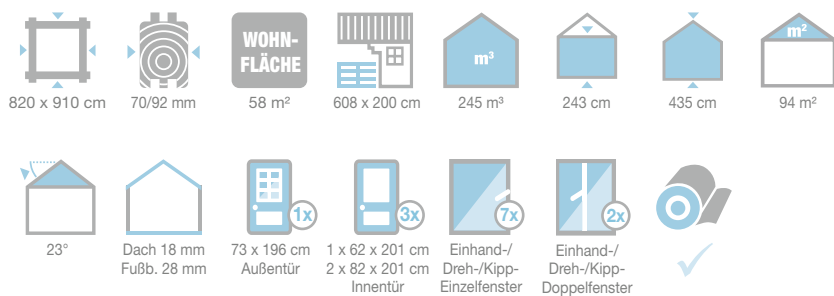 WOHN-
FLÄCHE
m³
m²
820 x 910 cm
70/92 mm
58 m²
608 x 200 cm
245 m³
243 cm
435 cm
94 m²
1x
3x
7x
2x
23°
Dach 18 mm
Fußb. 28 mm
73 x 196 cm
Außentür
1 x 62 x 201 cm
2 x 82 x 201 cm
Innentür
Einhand-/
Dreh-/Kipp-
Einzelfenster
Einhand-/
Dreh-/Kipp-
Doppelfenster